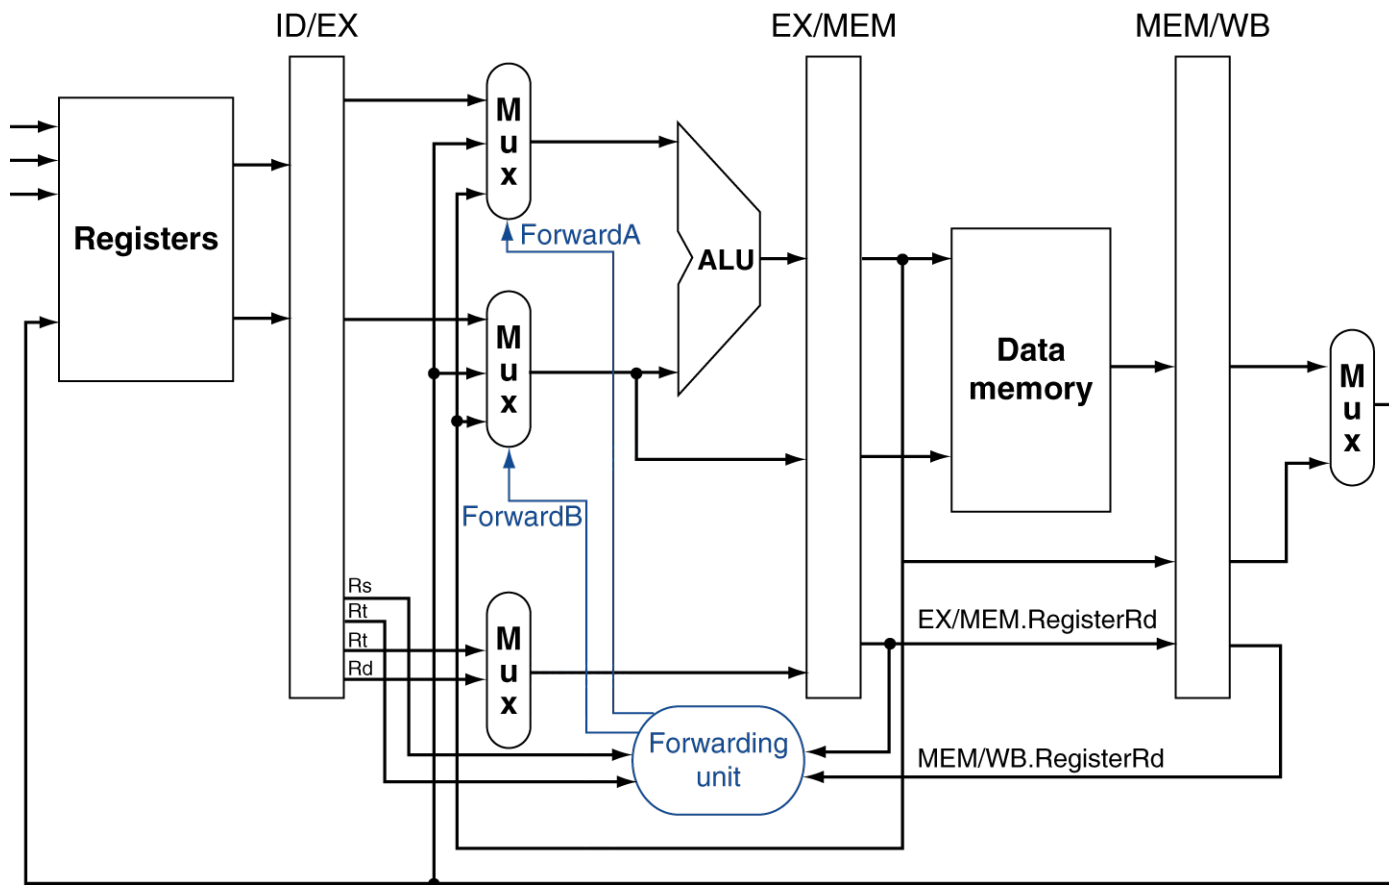 ID/EX
EX/MEM
MEM/WB
M
u
x
Registers
ForwardA
ALU
M
u
x
Data
memory
M
u
x
ForwardB
Rs
Rt
Rt
Rd
M
u
x
EX/MEM.RegisterRd
Forwarding
unit
MEM/WB.RegisterRd